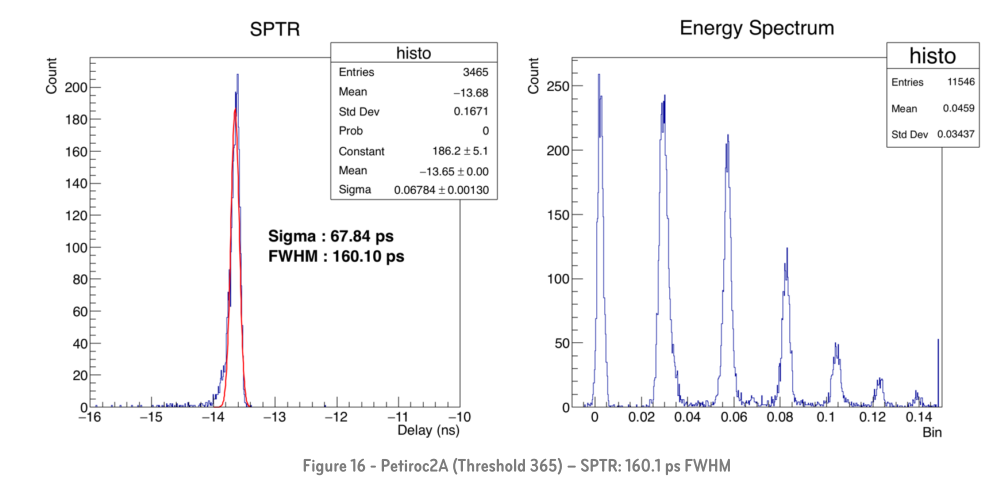 SPTR
Count
histo
Entries 3465
Mean −13.68
Std Dev 0.1671
Prob 0
Constant 186.2 ± 5.1
Mean −13.65 ± 0.00
Sigma 0.06784 ± 0.00130
Sigma : 67.84 ps
FWHM : 160.10 ps
200
180
160
140
120
100
80
60
40
20
0
−16 −15 −14 −13 −12 −11 −10
Delay (ns)
Energy Spectrum
Count
histo
Entries 11546
Mean 0.0459
Std Dev 0.03437
250
200
150
100
50
0
0 0.02 0.04 0.06 0.08 0.1 0.12 0.14
Bin
Figure 16 - Petiroc2A (Threshold 365) – SPTR: 160.1 ps FWHM